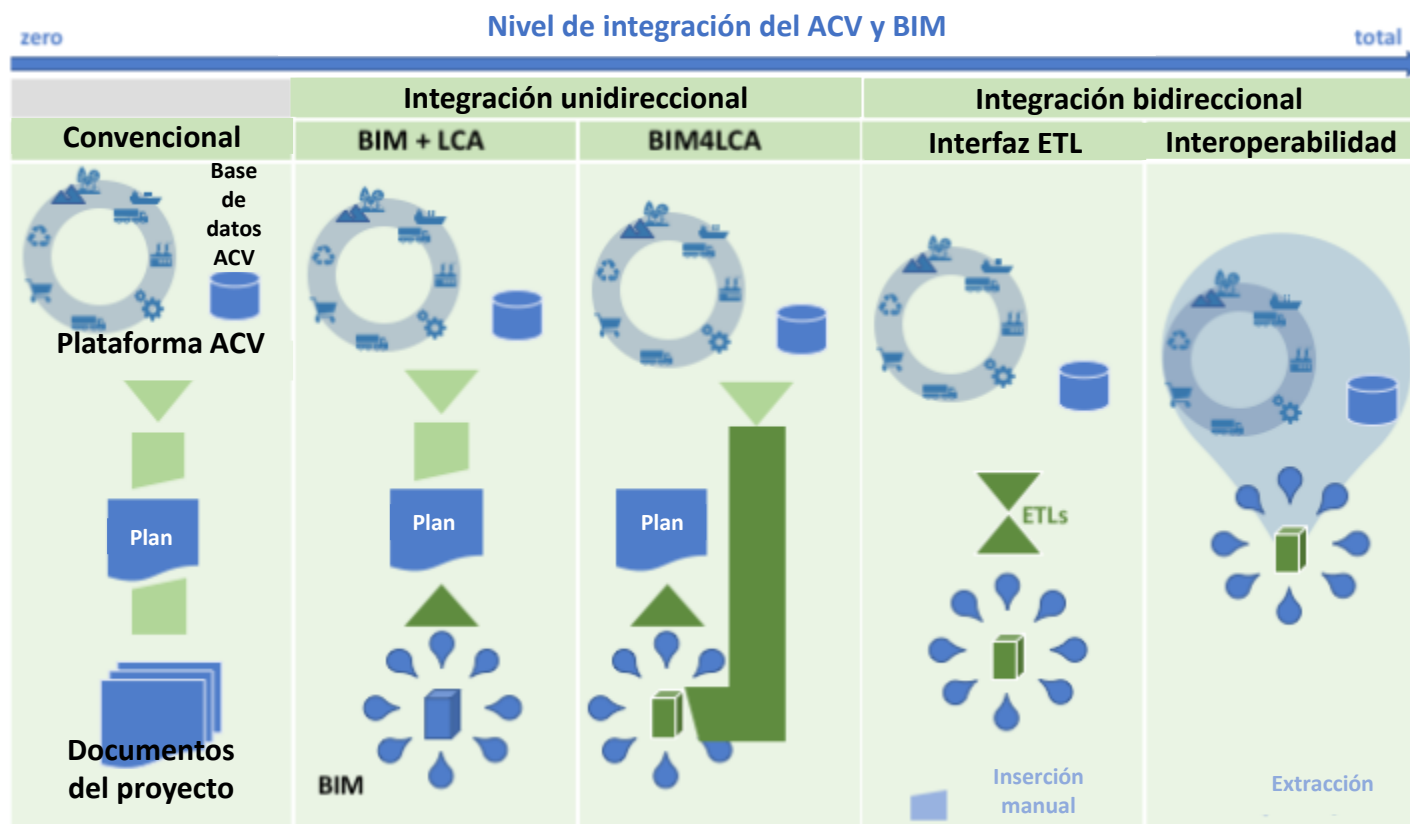 Nivel de integración del ACV y BIM
zero
total
Integración unidireccional
Integración bidireccional
Convencional
BIM + LCA
BIM4LCA
Interfaz ETL
Interoperabilidad
Base
de
datos
ACV
Plataforma ACV
Plan
Plan
Plan
ETLs
Documentos
del proyecto
BIM
Inserción
manual
Extracción